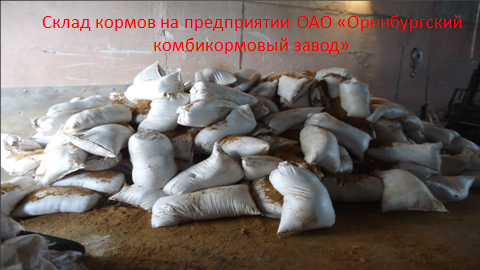 Склад кормов на предприятии ОАО «Оренбургский
комбикормовый завод»